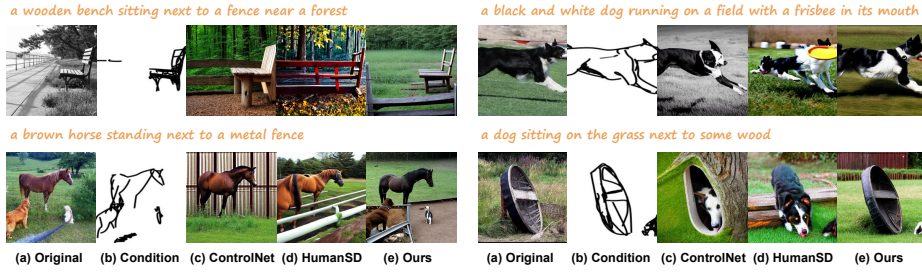 a wooden bench sitting next to a fence near a forest
a black and white dog running on a field with a frisbee in its mouth
a brown horse standing next to a metal fence
a dog sitting on the grass next to some wood
(a) Original (b) Condition (c) ControlNet (d) HumanSD (e) Ours
(a) Original (b) Condition (c) ControlNet (d) HumanSD (e) Ours